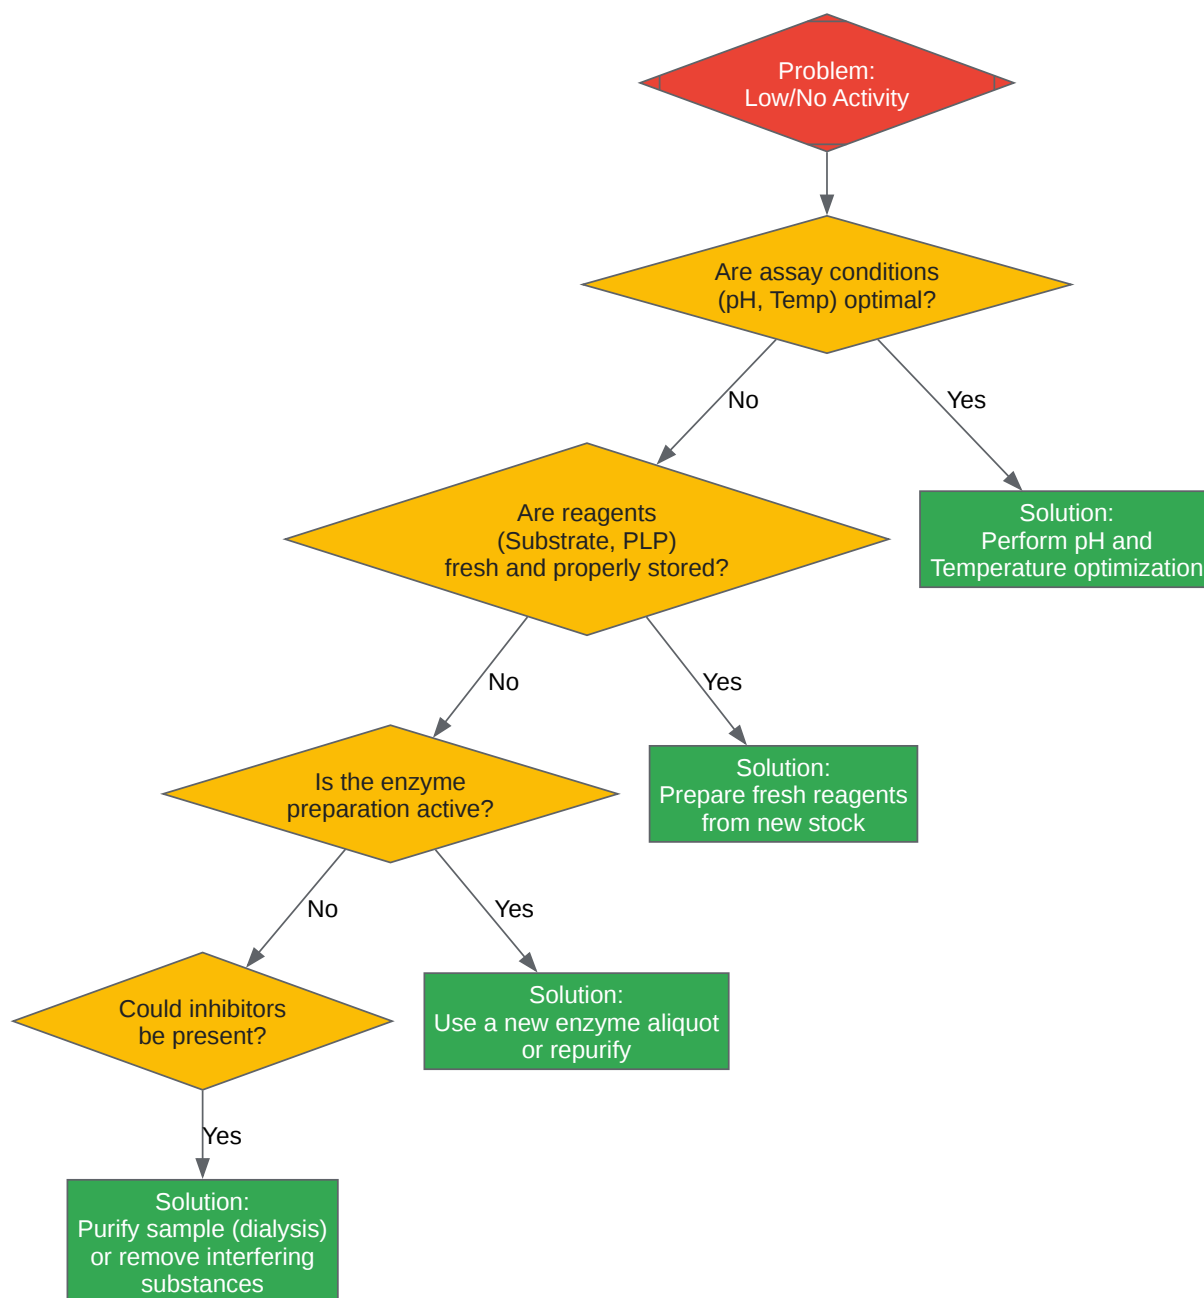 Problem:
Low/No Activity
Are assay conditions
(pH, Temp) optimal?
No
Yes
Are reagents
(Substrate, PLP)
fresh and properly stored?
Solution:
Perform pH and
Temperature optimization
No
Yes
Is the enzyme
preparation active?
Solution:
Prepare fresh reagents
from new stock
No
Yes
Could inhibitors
be present?
Solution:
Use a new enzyme aliquot
or repurify
Yes
Solution:
Purify sample (dialysis)
or remove interfering
substances